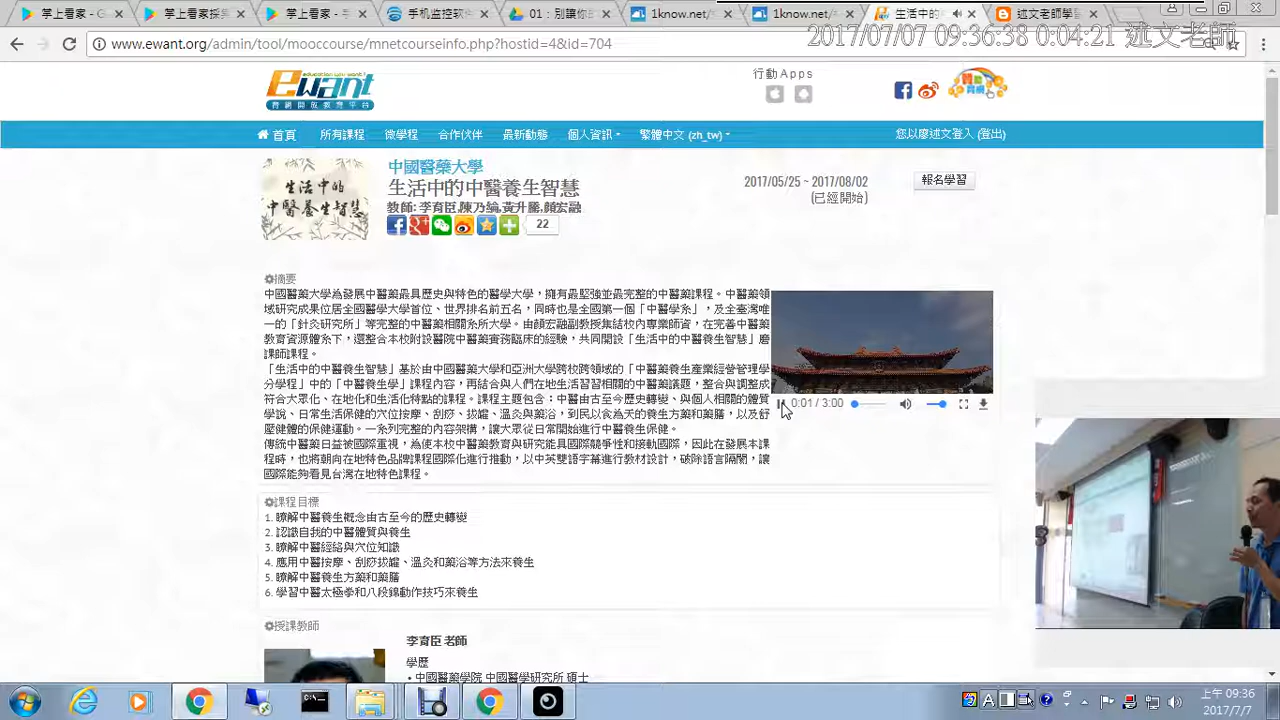 掌上看家
掌上看家採
掌上看家 -
手机监控软
01：別讓你
1know.net/
1know.net/
生活中的
述文老師學
www.ewant.org/admin/tool/mooccourse/mnetcourseinfo.php?hostid=4&id=704
2017/07/07 09:36:38 0:04:21 述文老師
education you want!
ewant
育網開放教育平台
行動Apps
首頁
所有課程
微學程
合作伙伴
最新動態
個人資訊
繁體中文 (zh_tw)
您以廖述文登入 (登出)
生活中的
中醫養生智慧
中國醫藥大學
生活中的中醫養生智慧
教師: 李育臣,陳乃瑜,黃升騰,顏宏融
22
2017/05/25 ~ 2017/08/02
(已經開始)
報名學習
摘要
中國醫藥大學為發展中醫藥最具歷史與特色的醫學大學，擁有最堅強並最完整的中醫藥課程。中醫藥領
域研究成果位居全國醫學大學首位、世界排名前五名，同時也是全國第一個「中醫學系」，及全臺灣唯
一的「針灸研究所」等完整的中醫藥相關系所大學。由顏宏融副教授集結校內專業師資，在完善中醫藥
教育資源體系下，還整合本校附設醫院中醫藥實務臨床的經驗，共同開設「生活中的中醫養生智慧」磨
課師課程。
「生活中的中醫養生智慧」基於由中國醫藥大學和亞洲大學跨校跨領域的「中醫藥養生產業經營管理學
分學程」中的「中醫養生學」課程內容，再結合與人們在地生活習習相關的中醫藥議題，整合與調整成
符合大眾化、在地化和生活化特點的課程。課程主題包含：中醫養生由古至今歷史轉變、與個人相關的體質
學說、日常生活保健的穴位按摩、刮痧、拔罐、溫灸與藥浴、到民以食為天的養生方藥和藥膳，以及舒
壓健體的保健運動。一系列完整的內容架構，讓大眾從日常開始進行中醫養生保健。
傳統中醫藥日益被國際重視，為使本校中醫藥教育與研究能具國際競爭性和接軌國際，因此在發展本課
程時，也將朝向在地特色品牌課程國際化進行推動，以中英雙語字幕進行教材設計，破除語言隔閡，讓
國際能夠看見台灣在地特色課程。
0:01 / 3:00
課程目標
1. 瞭解中醫養生概念由古至今的歷史轉變
2. 認識自我的中醫體質與養生
3. 瞭解中醫經絡與穴位知識
4. 應用中醫按摩、刮痧拔罐、溫灸和藥浴等方法來養生
5. 瞭解中醫養生方藥和藥膳
6. 學習中醫太極拳和八段錦動作技巧來養生
授課教師
李育臣 老師
學歷
• 中國醫藥學院 中國醫學研究所 碩士
上午 09:36
2017/7/7